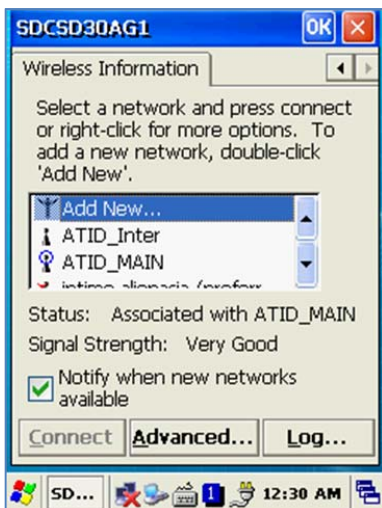 SDCSD30AG1 OK
Wireless Information
Select a network and press connect
or right-click for more options. To
add a new network, double-click
'Add New'.
Add New...
ATID_Inter
ATID_MAIN
Status: Associated with ATID_MAIN
Signal Strength: Very Good
Notify when new networks
available
Connect Advanced... Log...
SD... 1 12:30 AM